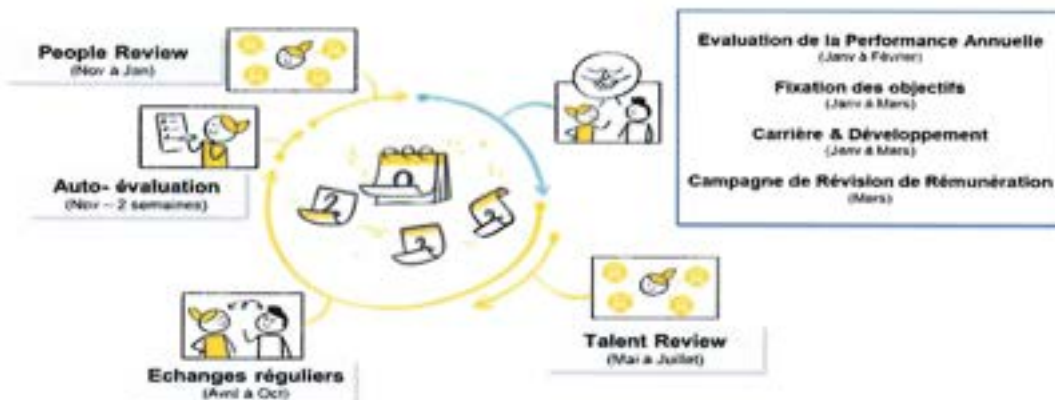 People Review
(Nov à Jan)
Auto- évaluation
(Nov – 2 semaines)
Echanges réguliers
(Avril à Oct)
Talent Review
(Mai à Juillet)
Evaluation de la Performance Annuelle
(Janv à Février)
Fixation des objectifs
(Janv à Mars)
Carrière & Développement
(Janv à Mars)
Campagne de Révision de Rémunération
(Mars)
0
2